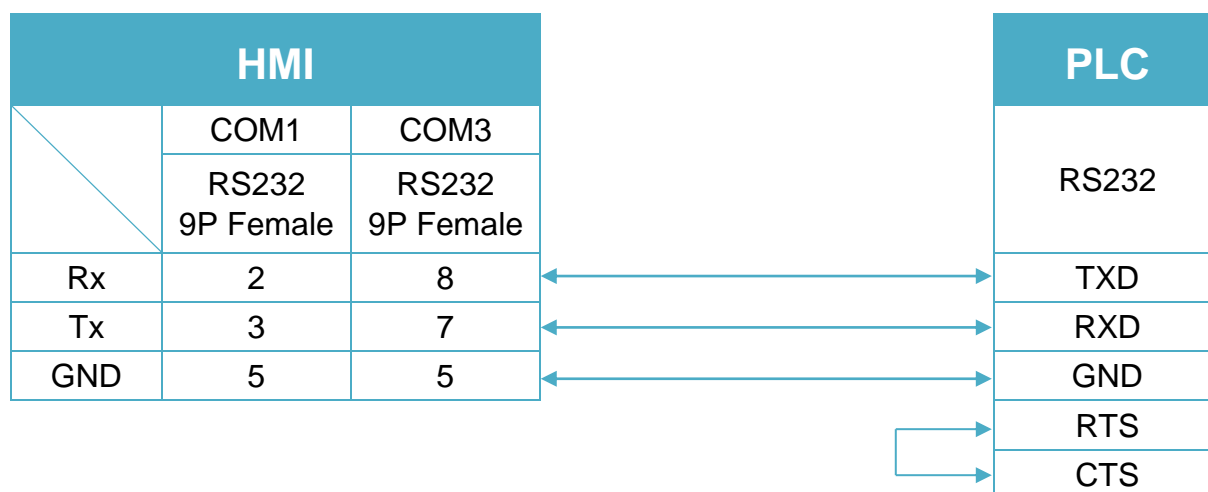 HMI PLC
COM1 COM3
RS232 RS232 RS232
9P Female 9P Female
Rx 2 8 TXD
Tx 3 7 RXD
GND 5 5 GND
RTS
CTS